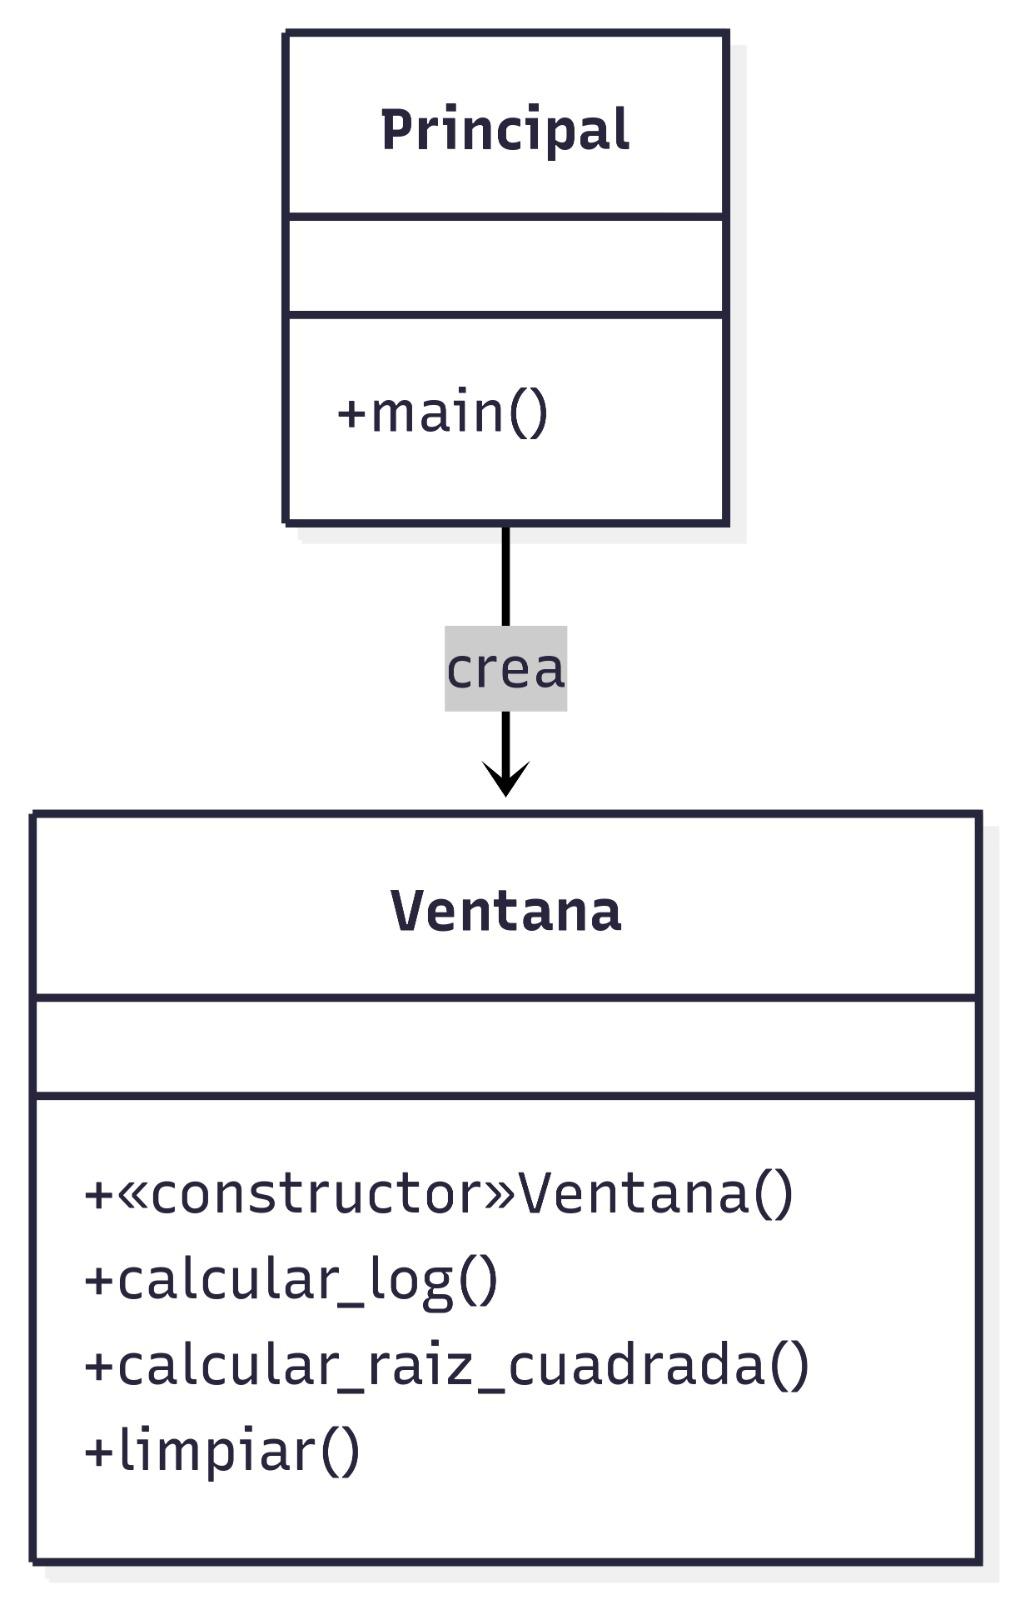 Principal
+main()
crea
Ventana
+«constructor»Ventana()
+calcular_log()
+calcular_raiz_cuadrada()
+limpiar()